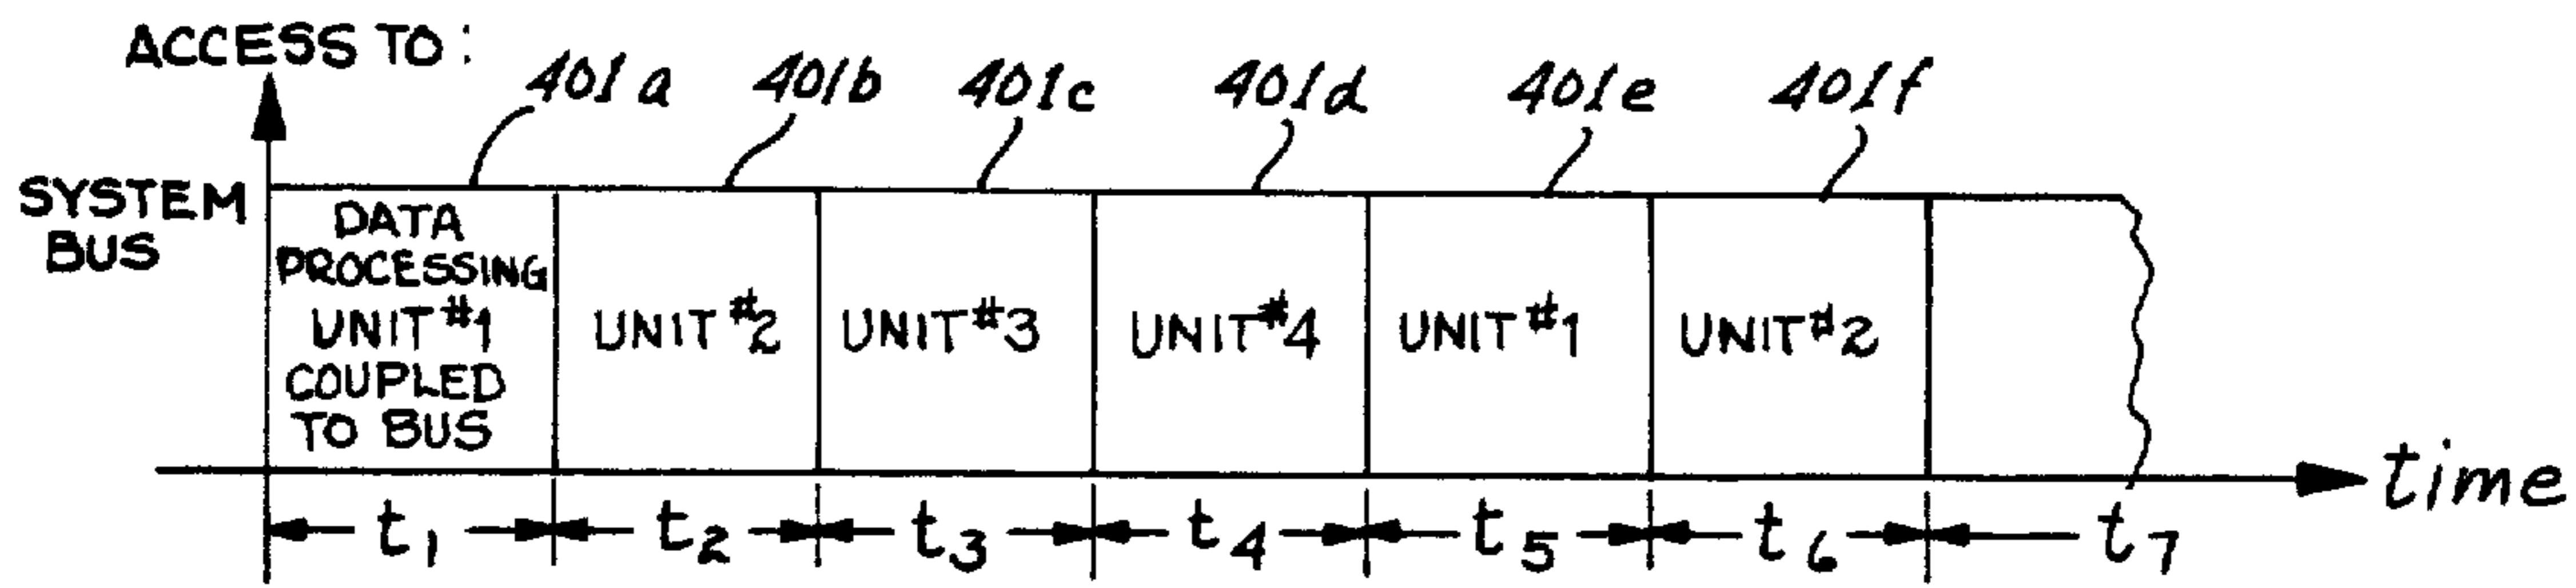 ACCESS TO:
401a 401b 401c 401d 401e 401f
SYSTEM
BUS
DATA
PROCESSING
UNIT #1
COUPLED
TO BUS
UNIT #2
UNIT #3
UNIT #4
UNIT #1
UNIT #2
time
t1 t2 t3 t4 t5 t6 t7